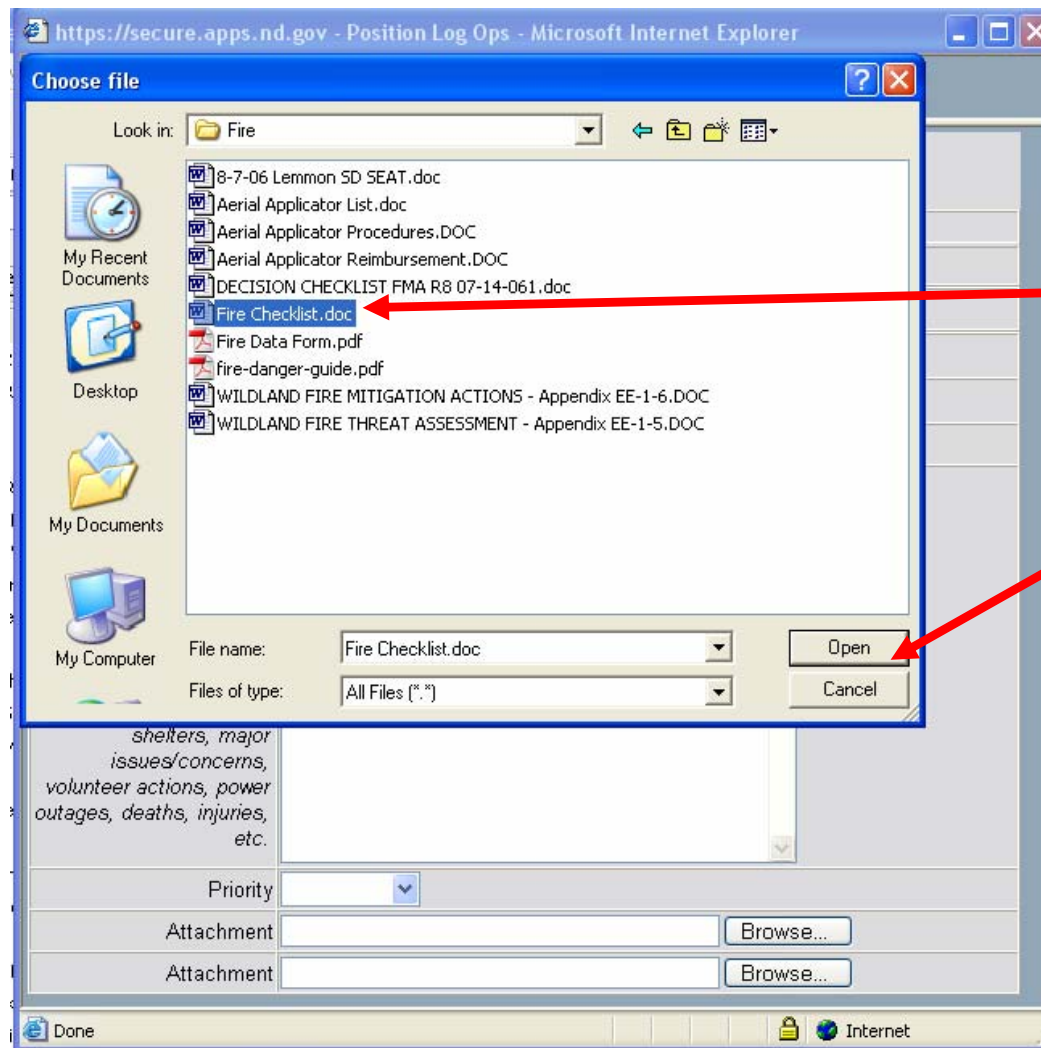 https://secure.apps.nd.gov - Position Log Ops - Microsoft Internet Explorer
Choose file
Look in: Fire
8-7-06 Lemmon SD SEAT.doc
Aerial Applicator List.doc
Aerial Applicator Procedures.DOC
Aerial Applicator Reimbursement.DOC
DECISION CHECKLIST FMA R8 07-14-061.doc
Fire Checklist.doc
Fire Data Form.pdf
fire-danger-guide.pdf
WILDLAND FIRE MITIGATION ACTIONS - Appendix EE-1-6.DOC
WILDLAND FIRE THREAT ASSESSMENT - Appendix EE-1-5.DOC
My Recent
Documents
Desktop
My Documents
My Computer
File name: Fire Checklist.doc Open
Files of type: All Files (*.*) Cancel
shelters, major
issues/concerns,
volunteer actions, power
outages, deaths, injuries,
etc.
Priority
Attachment Browse...
Attachment Browse...
Done Internet